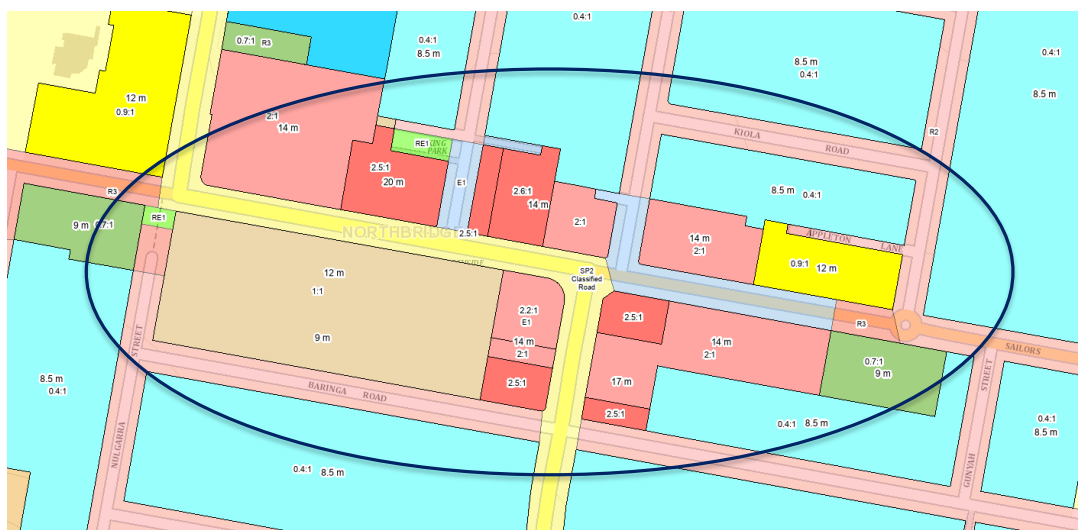 0.4:1
0.7:1 R3
0.4:1
8.5 m
8.5 m
0.4:1
0.4:1
8.5 m
12 m
0.9:1
2:1
14 m
RE1
PARK
KIOLA
ROAD
R2
2.5:1
20 m
E1
2.6:1
14 m
R3
8.5 m 0.4:1
9 m 0.7:1
RE1
2:1
NORTHBRIDGE
2.5:1
14 m
2:1
APPLETON
LANE
0.9:1 12 m
12 m
1:1
SP2
Classified
Road
2.2:1
E1
2.5:1
R3
9 m
14 m
2:1
14 m
2:1
SAILORS
STREET
0.7:1
9 m
STREET
8.5 m
0.4:1
BARINGA ROAD
2.5:1
17 m
2.5:1
0.4:1 8.5 m
0.4:1
8.5 m
NULGARRA
0.4:1 8.5 m
GUNYAH